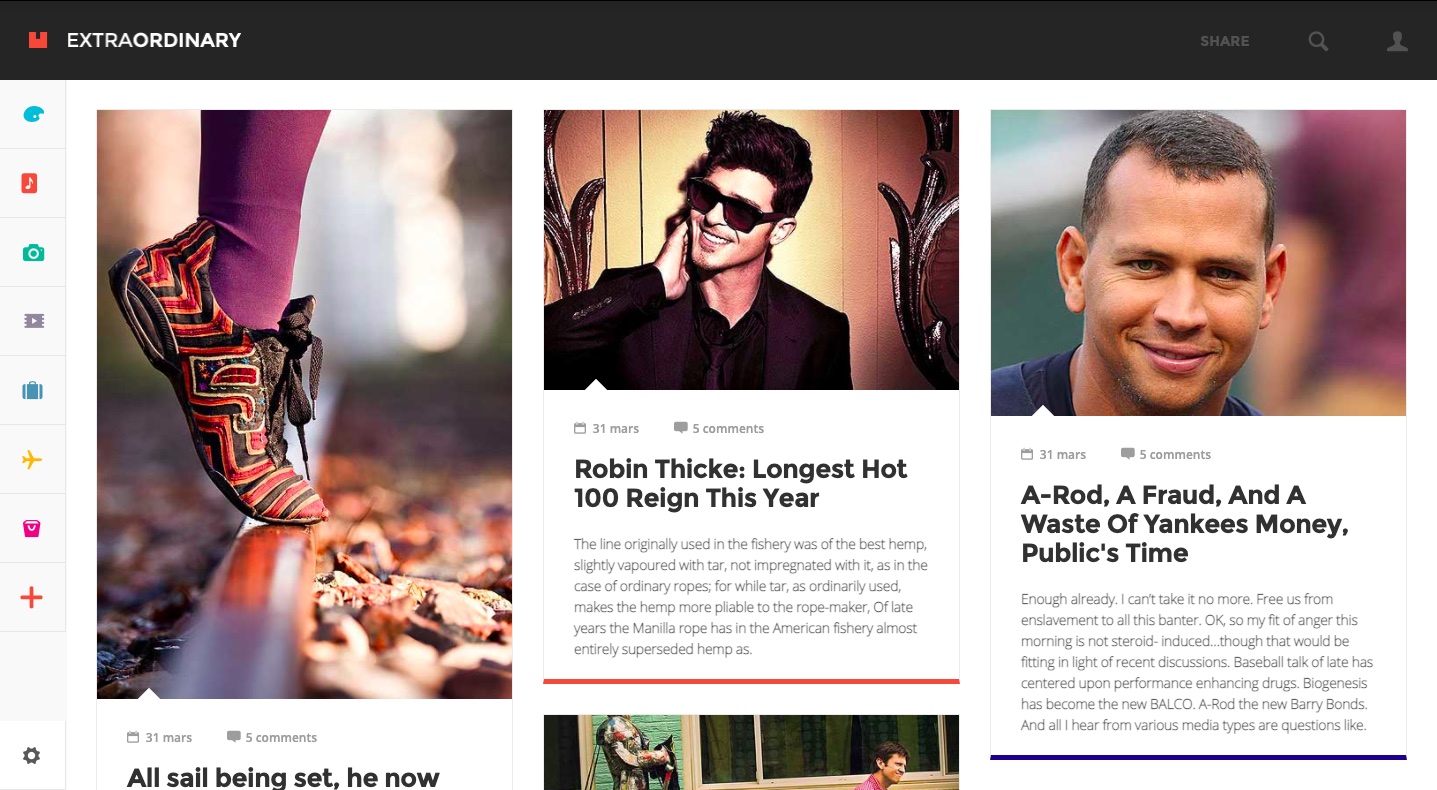 EXTRAORDINARY
SHARE
31 mars 5 comments
All sail being set, he now
31 mars 5 comments
Robin Thicke: Longest Hot
100 Reign This Year
The line originally used in the fishery was of the best hemp,
slightly vapoured with tar, not impregnated with it, as in the
case of ordinary ropes; for while tar, as ordinarily used,
makes the hemp more pliable to the rope-maker, Of late
years the Manilla rope has in the American fishery almost
entirely superseded hemp as.
31 mars 5 comments
A-Rod, A Fraud, And A
Waste Of Yankees Money,
Public's Time
Enough already. I can't take it no more. Free us from
enslavement to all this banter. OK, so my fit of anger this
morning is not steroid- induced...though that would be
fitting in light of recent discussions. Baseball talk of late has
centered upon performance enhancing drugs. Biogenesis
has become the new BALCO. A-Rod the new Barry Bonds.
And all I hear from various media types are questions like.